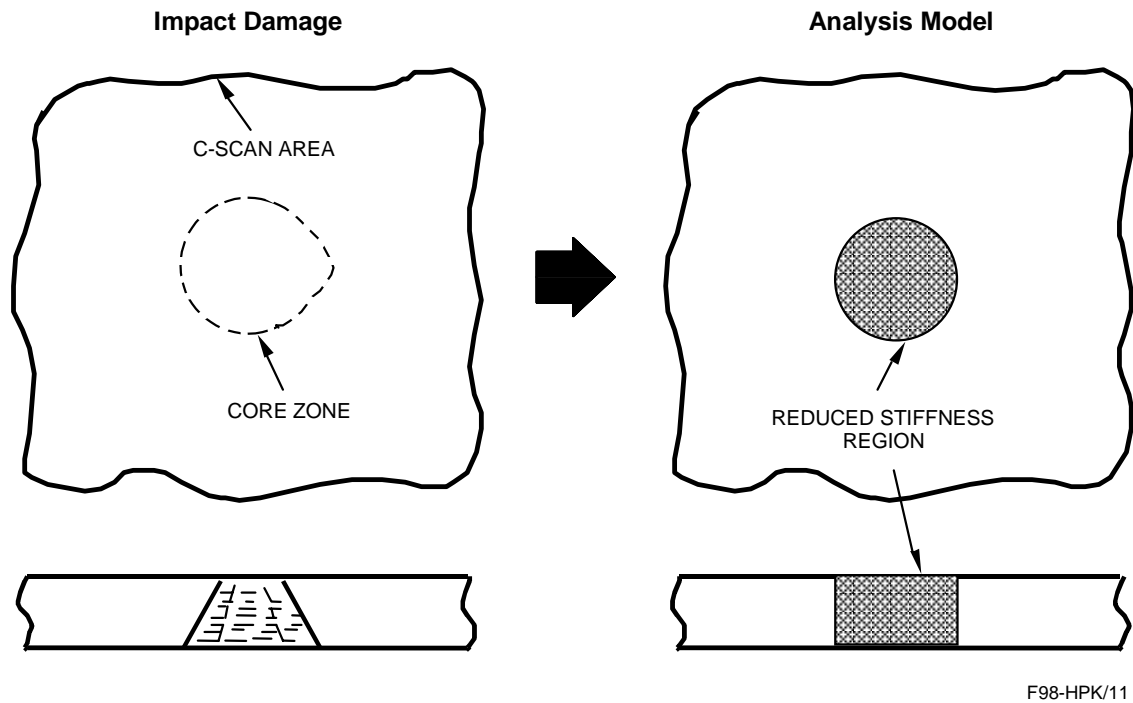 Impact Damage
Analysis Model
C-SCAN AREA
CORE ZONE
REDUCED STIFFNESS
REGION
F98-HPK/11